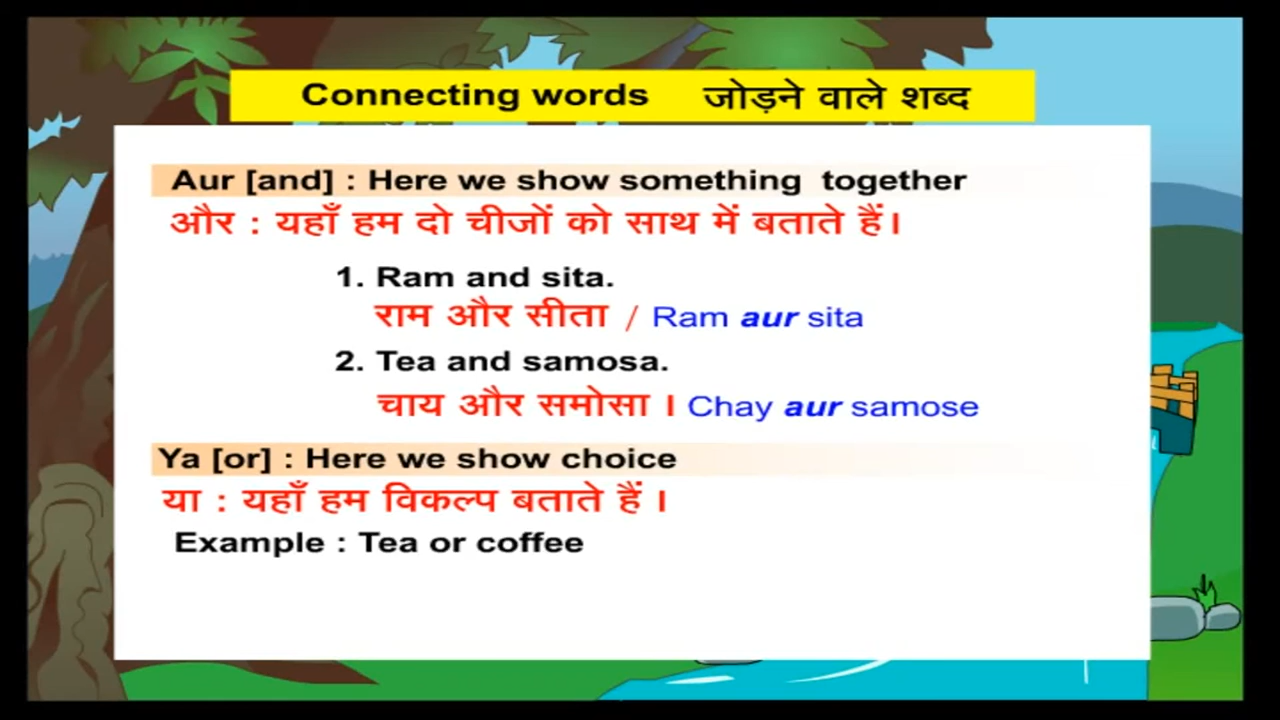 Connecting words जोड़ने वाले शब्द
Aur [and] : Here we show something together
और : यहाँ हम दो चीजों को साथ में बताते हैं।
1. Ram and sita.
राम और सीता / Ram aur sita
2. Tea and samosa.
चाय और समोसा । Chay aur samose
Ya [or] : Here we show choice
या : यहाँ हम विकल्प बताते हैं ।
Example : Tea or coffee